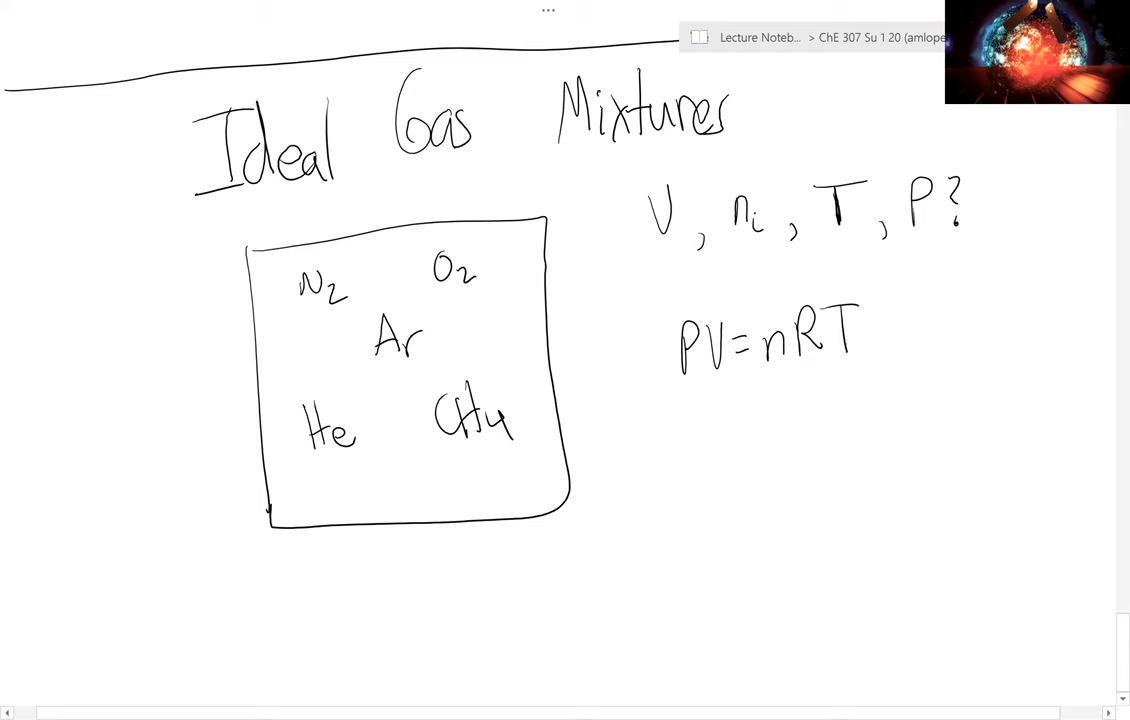 Lecture Noteb... > ChE 307 Su 1 20 (amlope
Ideal Gas Mixtures
V, nᵢ, T, P?
N₂ O₂
Ar
PV=nRT
He CH₄